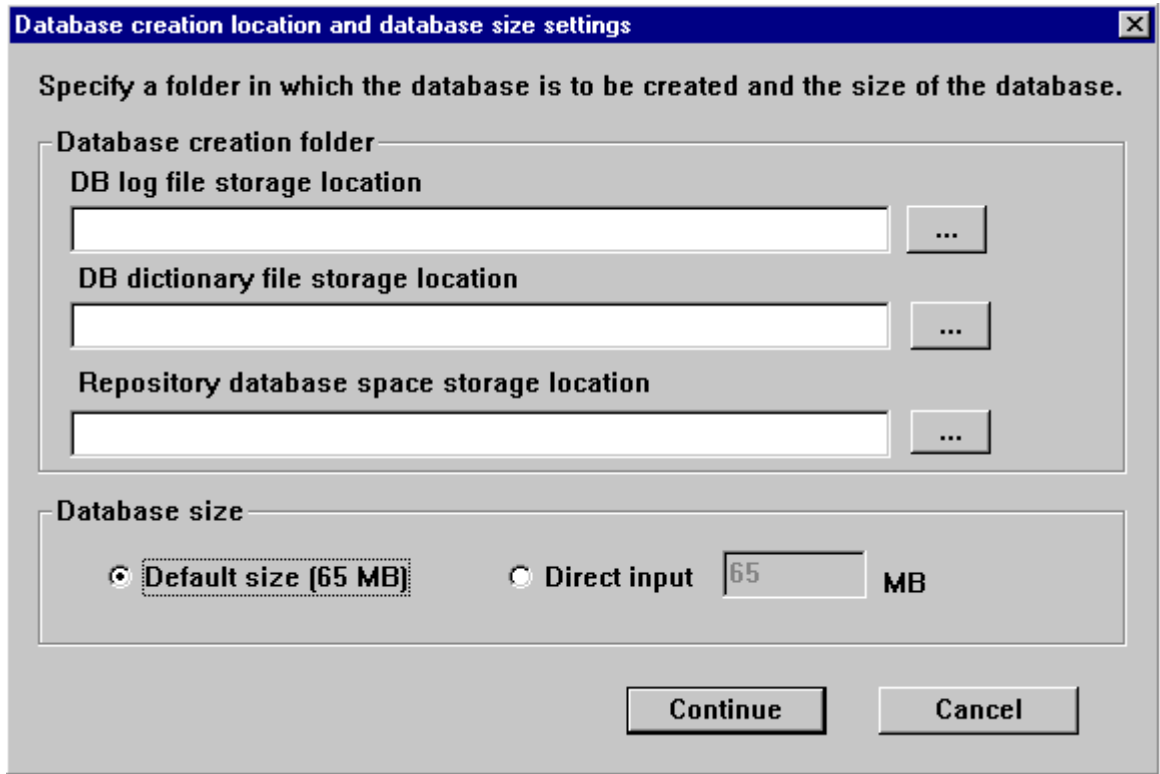 Database creation location and database size settings
Specify a folder in which the database is to be created and the size of the database.
Database creation folder
DB log file storage location
...
DB dictionary file storage location
...
Repository database space storage location
...
Database size
Default size (65 MB) Direct input 65 MB
Continue Cancel